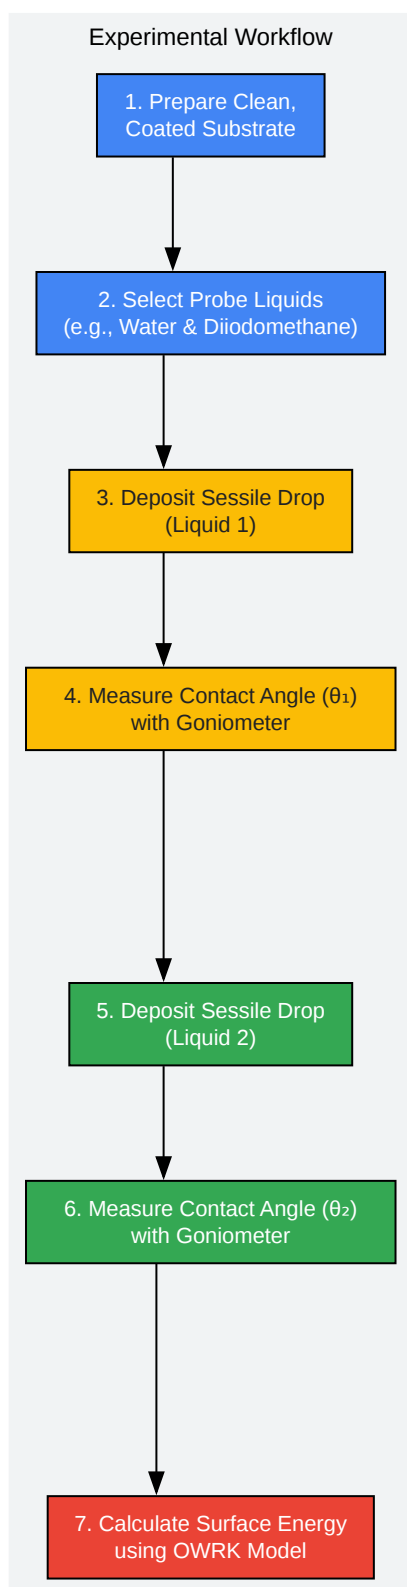 Experimental Workflow
1. Prepare Clean,
Coated Substrate
2. Select Probe Liquids
(e.g., Water & Diiodomethane)
3. Deposit Sessile Drop
(Liquid 1)
4. Measure Contact Angle (θ₁)
with Goniometer
5. Deposit Sessile Drop
(Liquid 2)
6. Measure Contact Angle (θ₂)
with Goniometer
7. Calculate Surface Energy
using OWRK Model